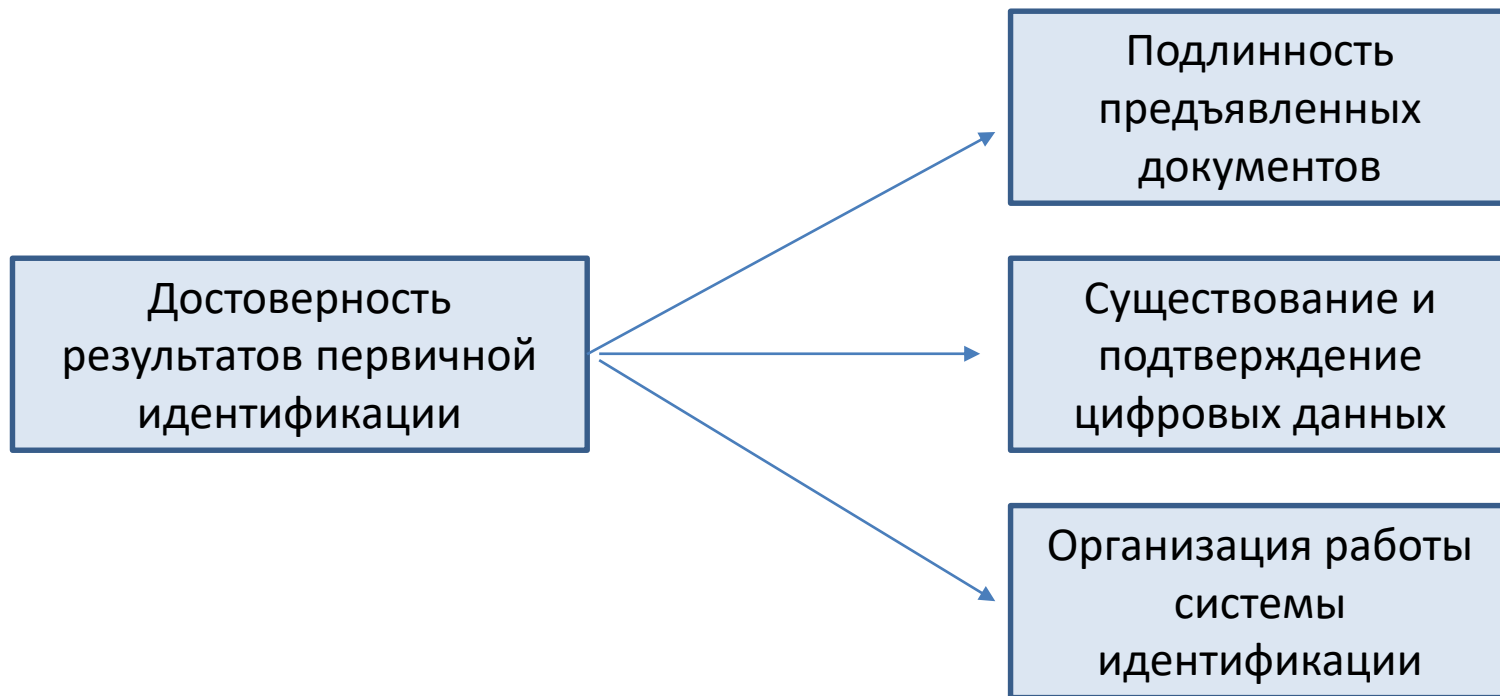 Подлинность
предъявленных
документов
Достоверность
результатов первичной
идентификации
Существование и
подтверждение
цифровых данных
Организация работы
системы
идентификации